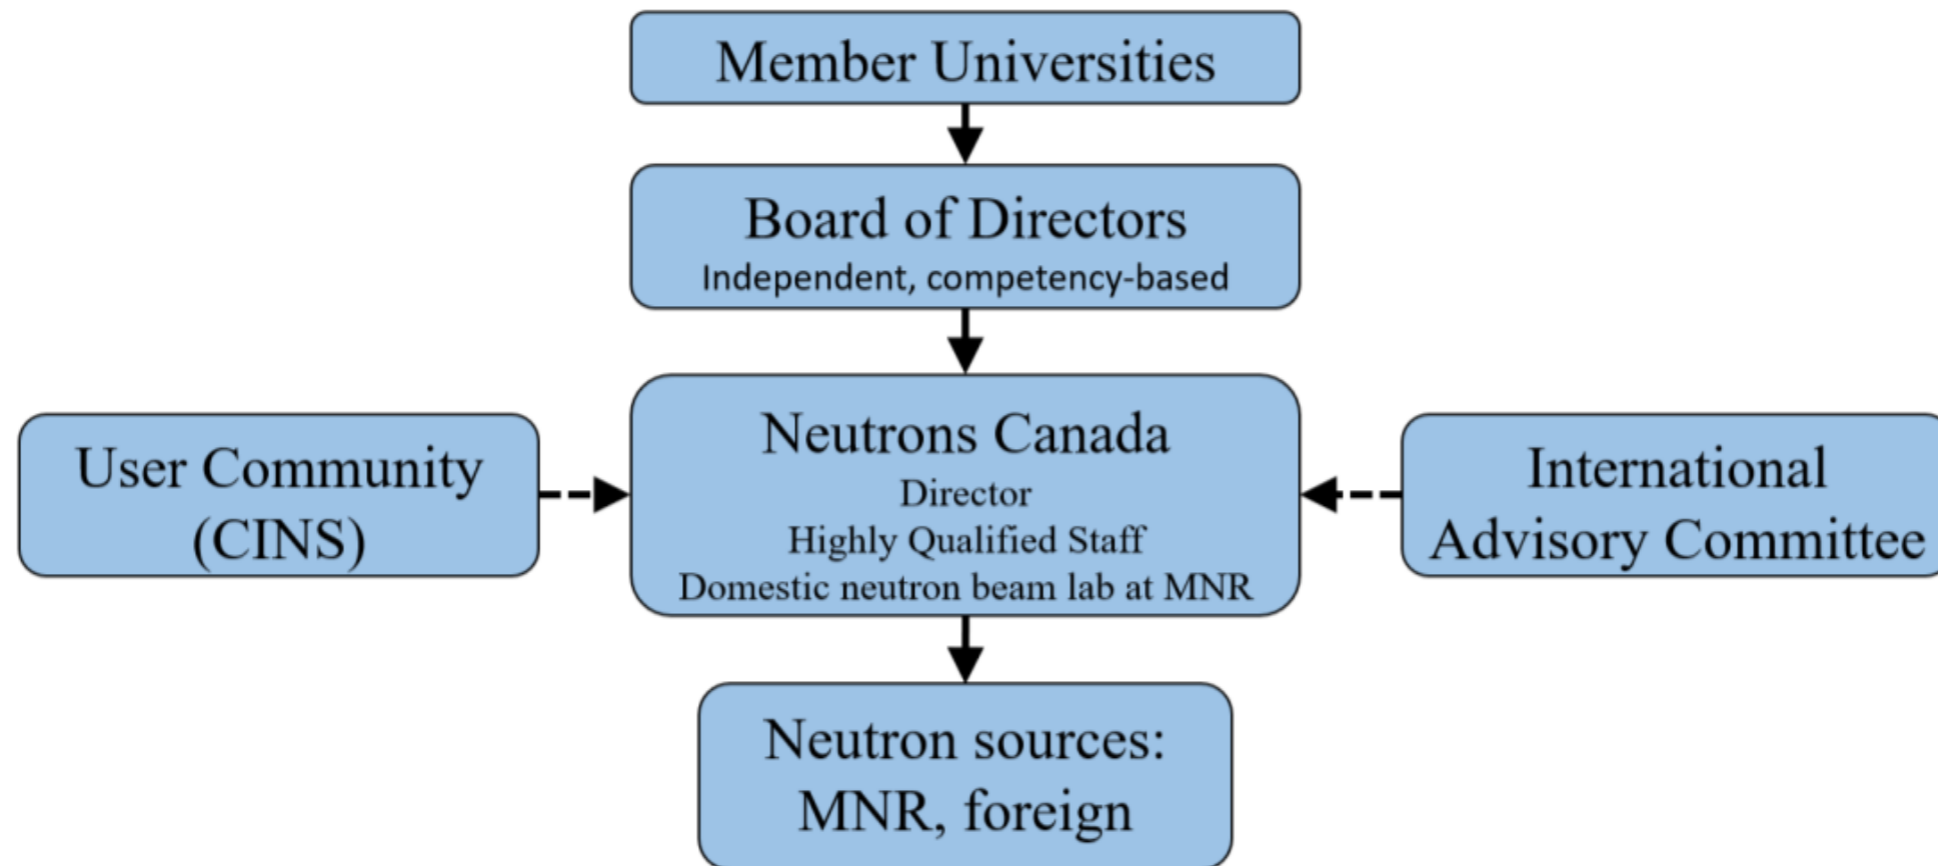 Member Universities
Board of Directors
Independent, competency-based
Neutrons Canada
Director
Highly Qualified Staff
Domestic neutron beam lab at MNR
User Community
(CINS)
International
Advisory Committee
Neutron sources:
MNR, foreign